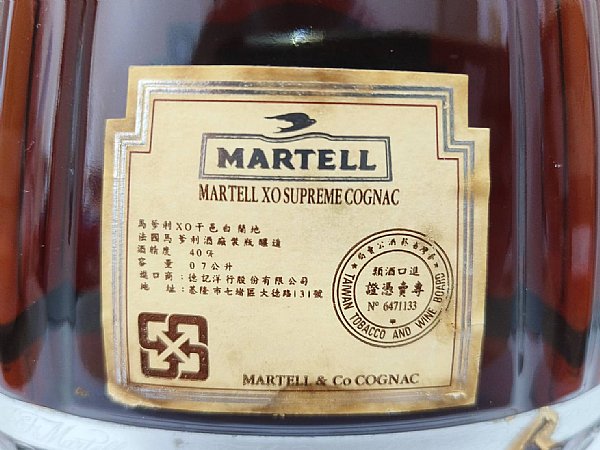 MARTELL
MARTELL XO SUPREME COGNAC
馬爹利XO干邑白蘭地
法國馬爹利酒廠裝瓶釀造
酒精度 40%
容量 0.7公升
進口商：德記洋行股份有限公司
地址：基隆市七堵區大德路131號
臺灣省菸酒公賣局
進口酒類
專賣憑證
Nº 6471133
TAIWAN TOBACCO AND WINE BOARD
MARTELL & Co COGNAC